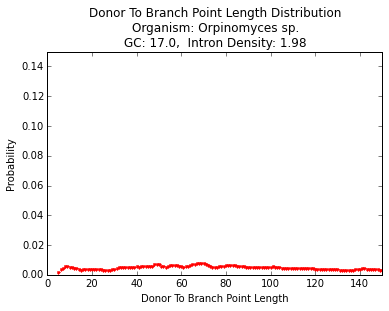 Donor To Branch Point Length Distribution
Organism: Orpinomyces sp.
GC: 17.0,  Intron Density: 1.98
0.14
0.12
0.10
0.08
0.06
0.04
0.02
0.00
Probability
0 20 40 60 80 100 120 140
Donor To Branch Point Length